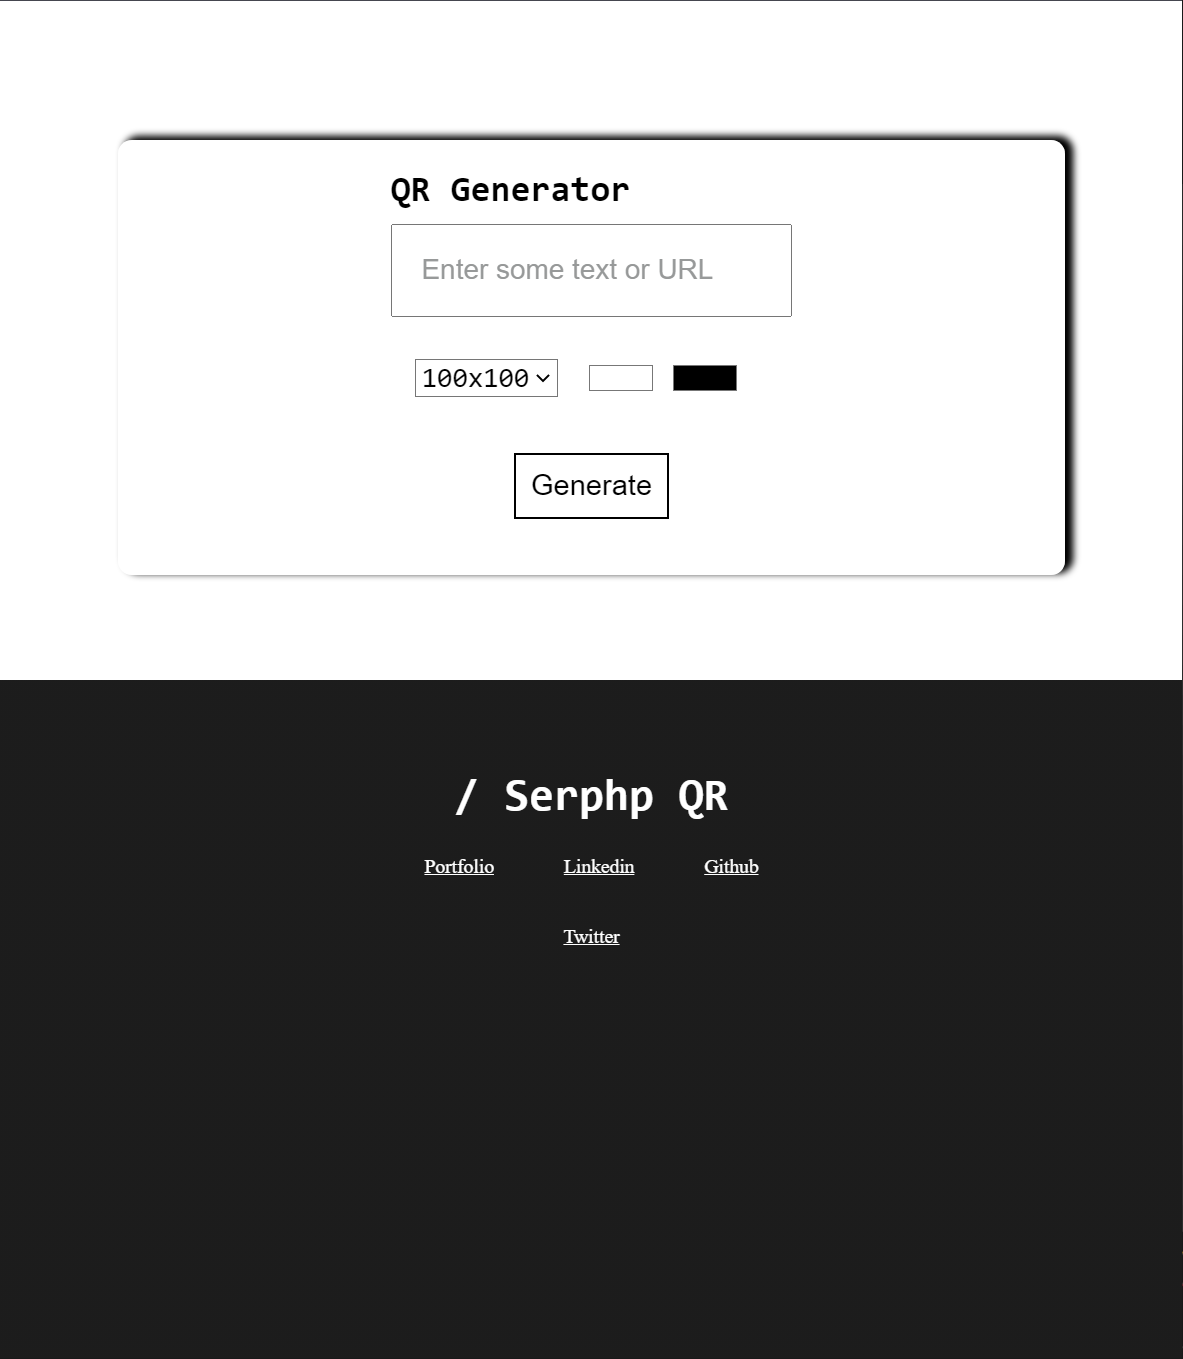 QR Generator
Enter some text or URL
100x100
Generate
/ Serphp QR
Portfolio Linkedin Github
Twitter